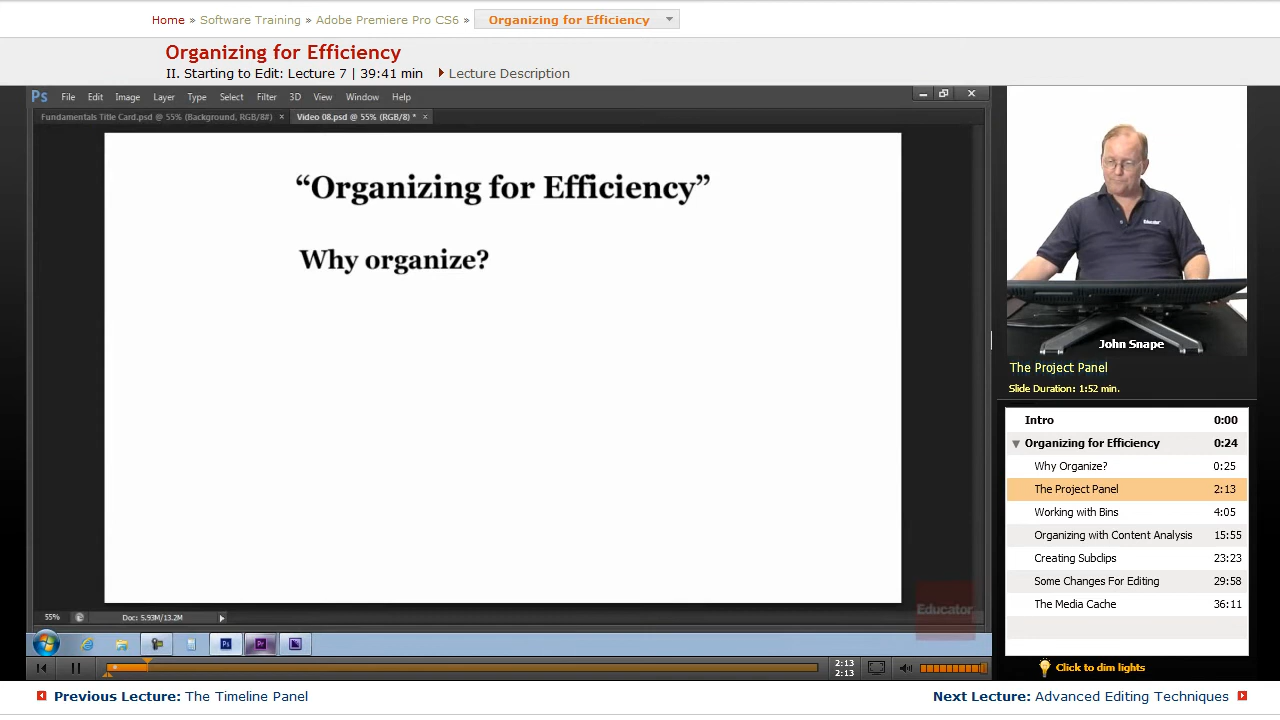 Home » Software Training » Adobe Premiere Pro CS6 » Organizing for Efficiency
Organizing for Efficiency
II. Starting to Edit: Lecture 7 | 39:41 min Lecture Description
Ps File Edit Image Layer Type Select Filter 3D View Window Help
Fundamentals Title Card.psd @ 55% (Background, RGB/8#) × Video 08.psd @ 55% (RGB/8) * ×
“Organizing for Efficiency”
Why organize?
Educator
John Snape
The Project Panel
Slide Duration: 1:52 min.
Intro 0:00
Organizing for Efficiency 0:24
Why Organize? 0:25
The Project Panel 2:13
Working with Bins 4:05
Organizing with Content Analysis 15:55
Creating Subclips 23:23
Some Changes For Editing 29:58
The Media Cache 36:11
Educator
55% Doc: 5.93M/13.2M
Ps Pr
2:13
2:13
Click to dim lights
Previous Lecture: The Timeline Panel
Next Lecture: Advanced Editing Techniques